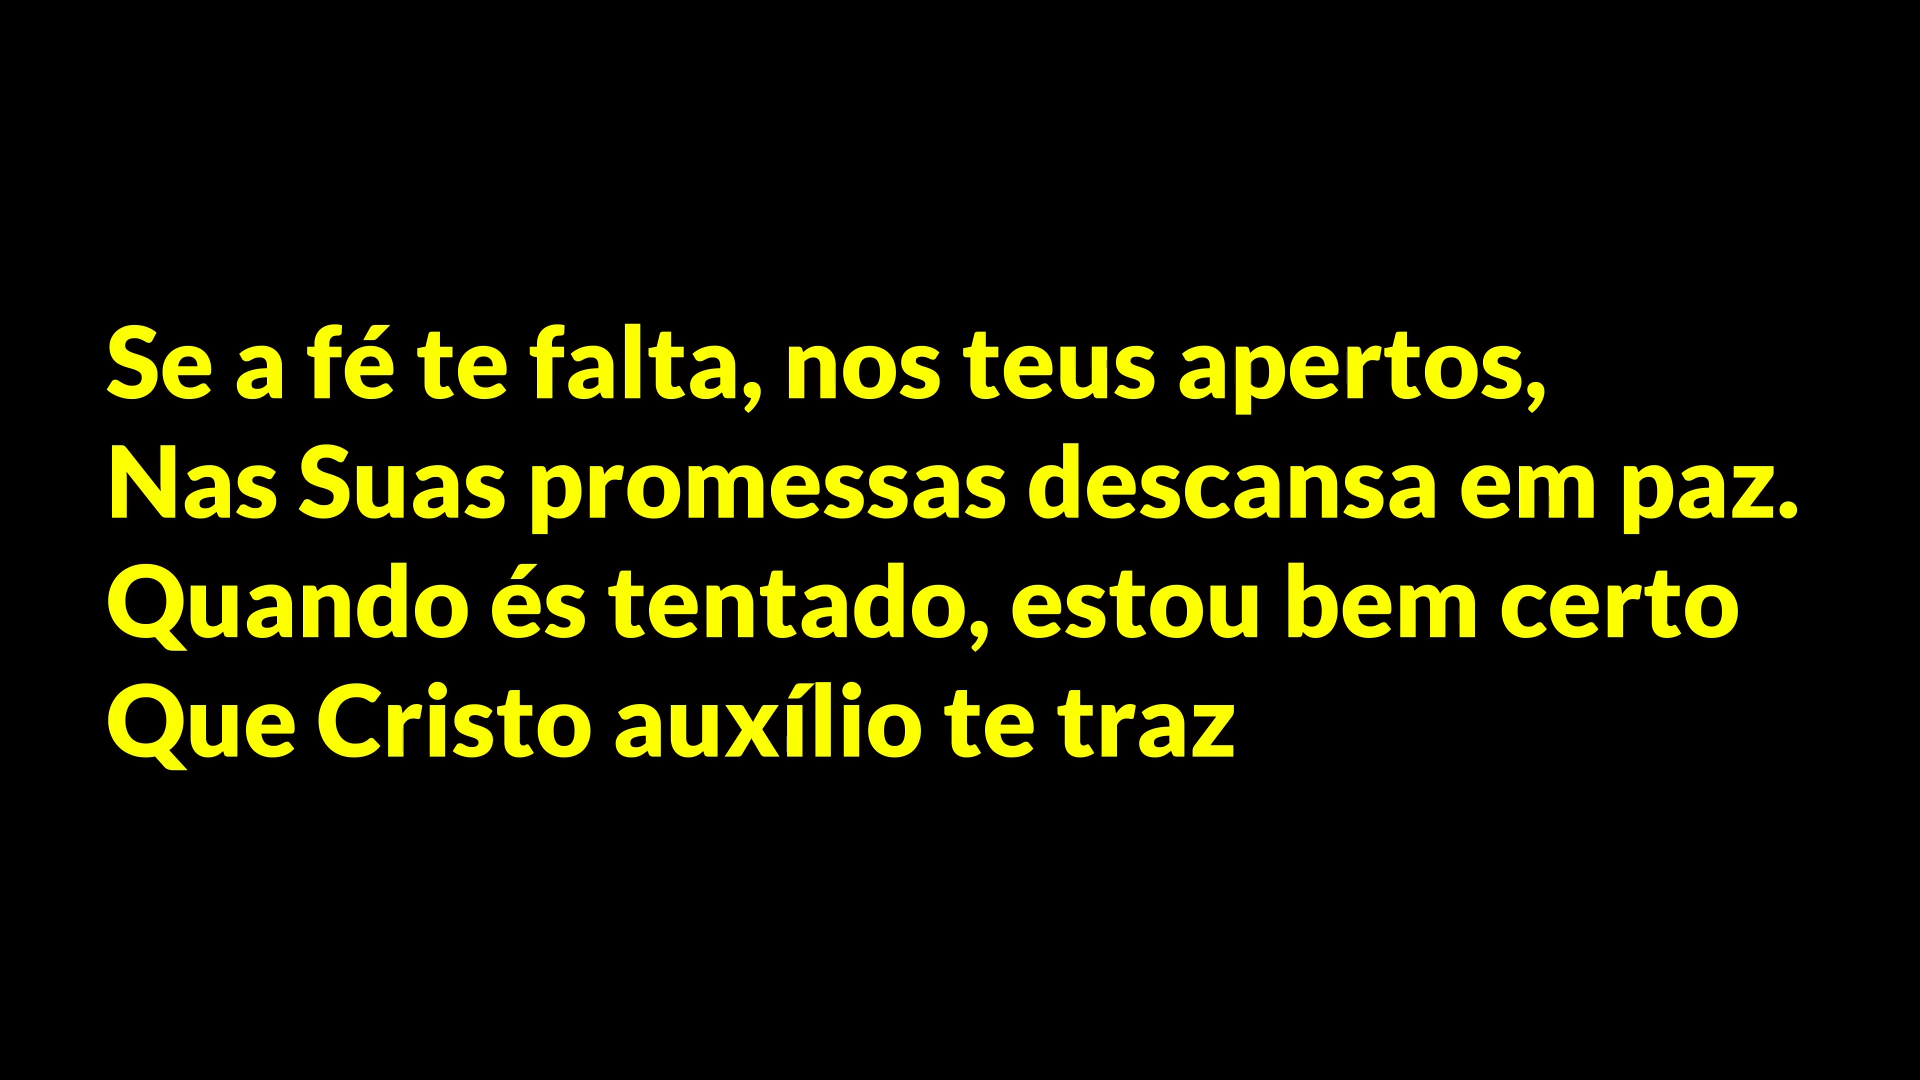 Se a fé te falta, nos teus apertos,
Nas Suas promessas descansa em paz.
Quando és tentado, estou bem certo
Que Cristo auxílio te traz